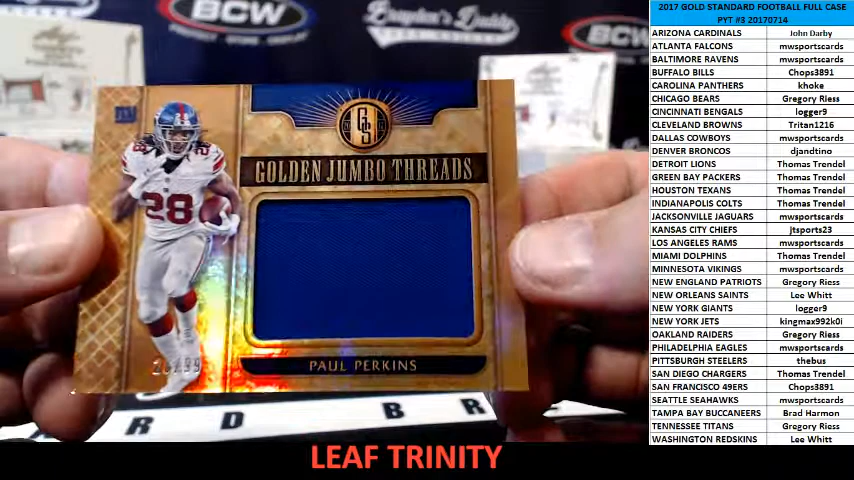 BCW
Brayden's Daddy
BCW
GS
GOLDEN JUMBO THREADS
28
PAUL PERKINS
R D B R
LEAF TRINITY
2017 GOLD STANDARD FOOTBALL FULL CASE
PYT #3 20170714
ARIZONA CARDINALS John Darby
ATLANTA FALCONS mwsportscards
BALTIMORE RAVENS mwsportscards
BUFFALO BILLS Chops3891
CAROLINA PANTHERS khoke
CHICAGO BEARS Gregory Riess
CINCINNATI BENGALS logger9
CLEVELAND BROWNS Tritan1216
DALLAS COWBOYS mwsportscards
DENVER BRONCOS djandtino
DETROIT LIONS Thomas Trendel
GREEN BAY PACKERS Thomas Trendel
HOUSTON TEXANS Thomas Trendel
INDIANAPOLIS COLTS Thomas Trendel
JACKSONVILLE JAGUARS mwsportscards
KANSAS CITY CHIEFS jtsports23
LOS ANGELES RAMS mwsportscards
MIAMI DOLPHINS Thomas Trendel
MINNESOTA VIKINGS mwsportscards
NEW ENGLAND PATRIOTS Gregory Riess
NEW ORLEANS SAINTS Lee Whitt
NEW YORK GIANTS logger9
NEW YORK JETS kingmax992k0i
OAKLAND RAIDERS Gregory Riess
PHILADELPHIA EAGLES mwsportscards
PITTSBURGH STEELERS thebus
SAN DIEGO CHARGERS Thomas Trendel
SAN FRANCISCO 49ERS Chops3891
SEATTLE SEAHAWKS mwsportscards
TAMPA BAY BUCCANEERS Brad Harmon
TENNESSEE TITANS Gregory Riess
WASHINGTON REDSKINS Lee Whitt